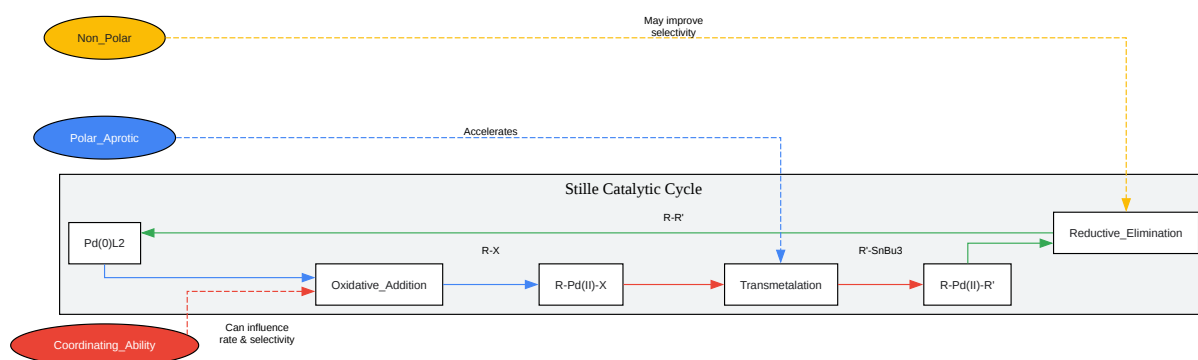 May improve
selectivity
Non_Polar
Polar_Aprotic
Accelerates
Stille Catalytic Cycle
R-R'
Reductive_Elimination
Pd(0)L2
R-X
R'-SnBu3
Oxidative_Addition
R-Pd(II)-X
Transmetalation
R-Pd(II)-R'
Can influence
rate & selectivity
Coordinating_Ability